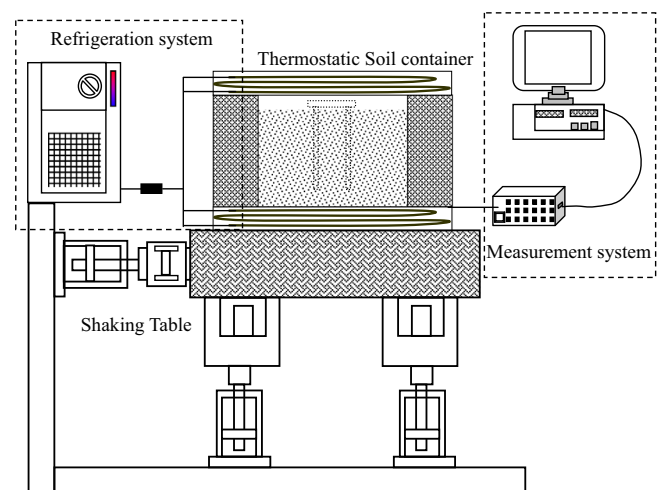 Refrigeration system
Thermostatic Soil container
Measurement system
Shaking Table